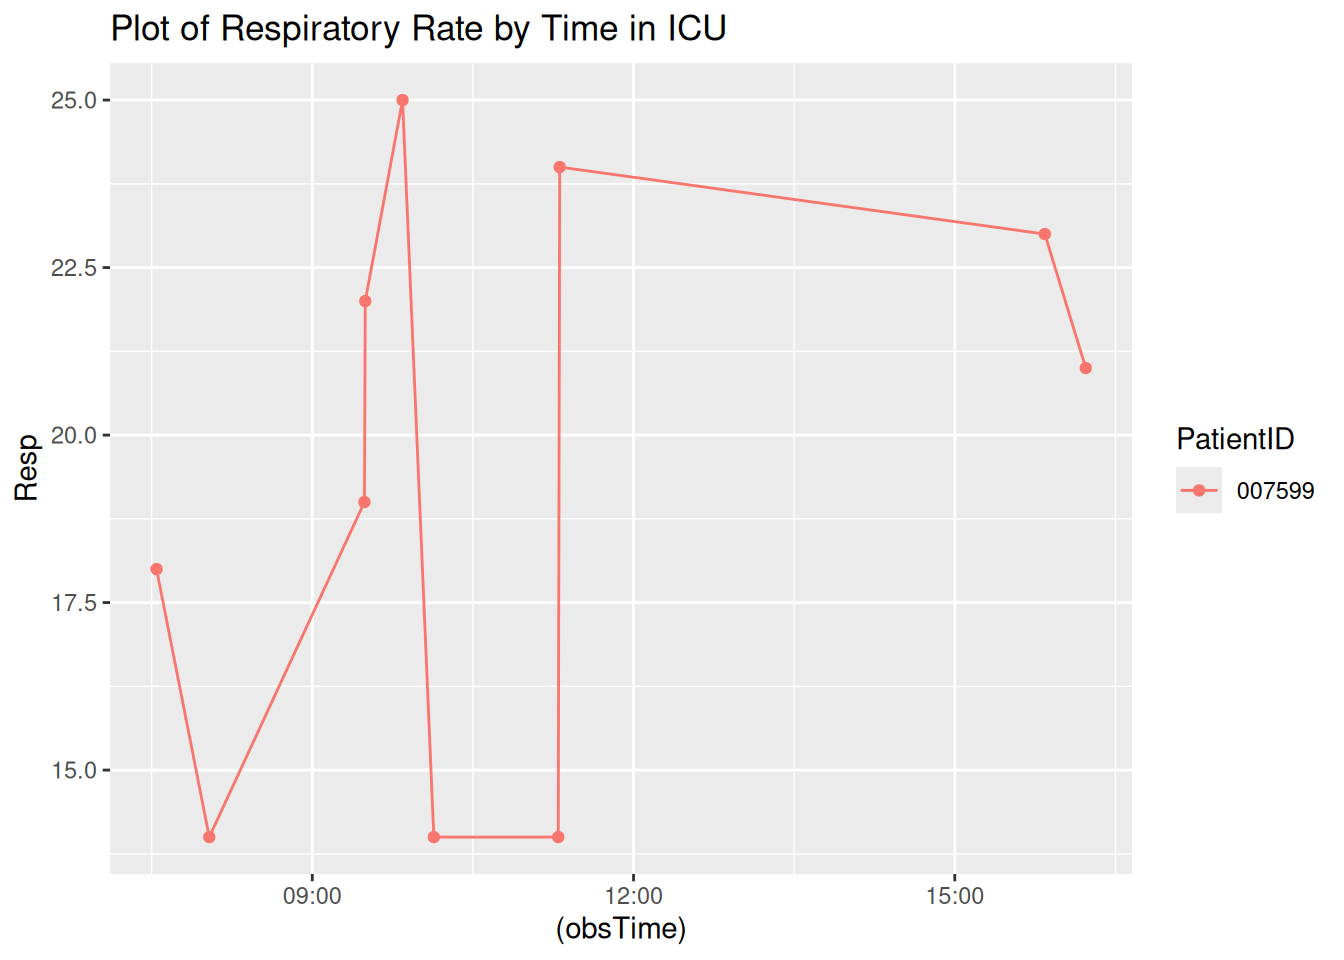 Plot of Respiratory Rate by Time in ICU
25.0
22.5
20.0
17.5
15.0
Resp
09:00
12:00
15:00
(obsTime)
PatientID
007599